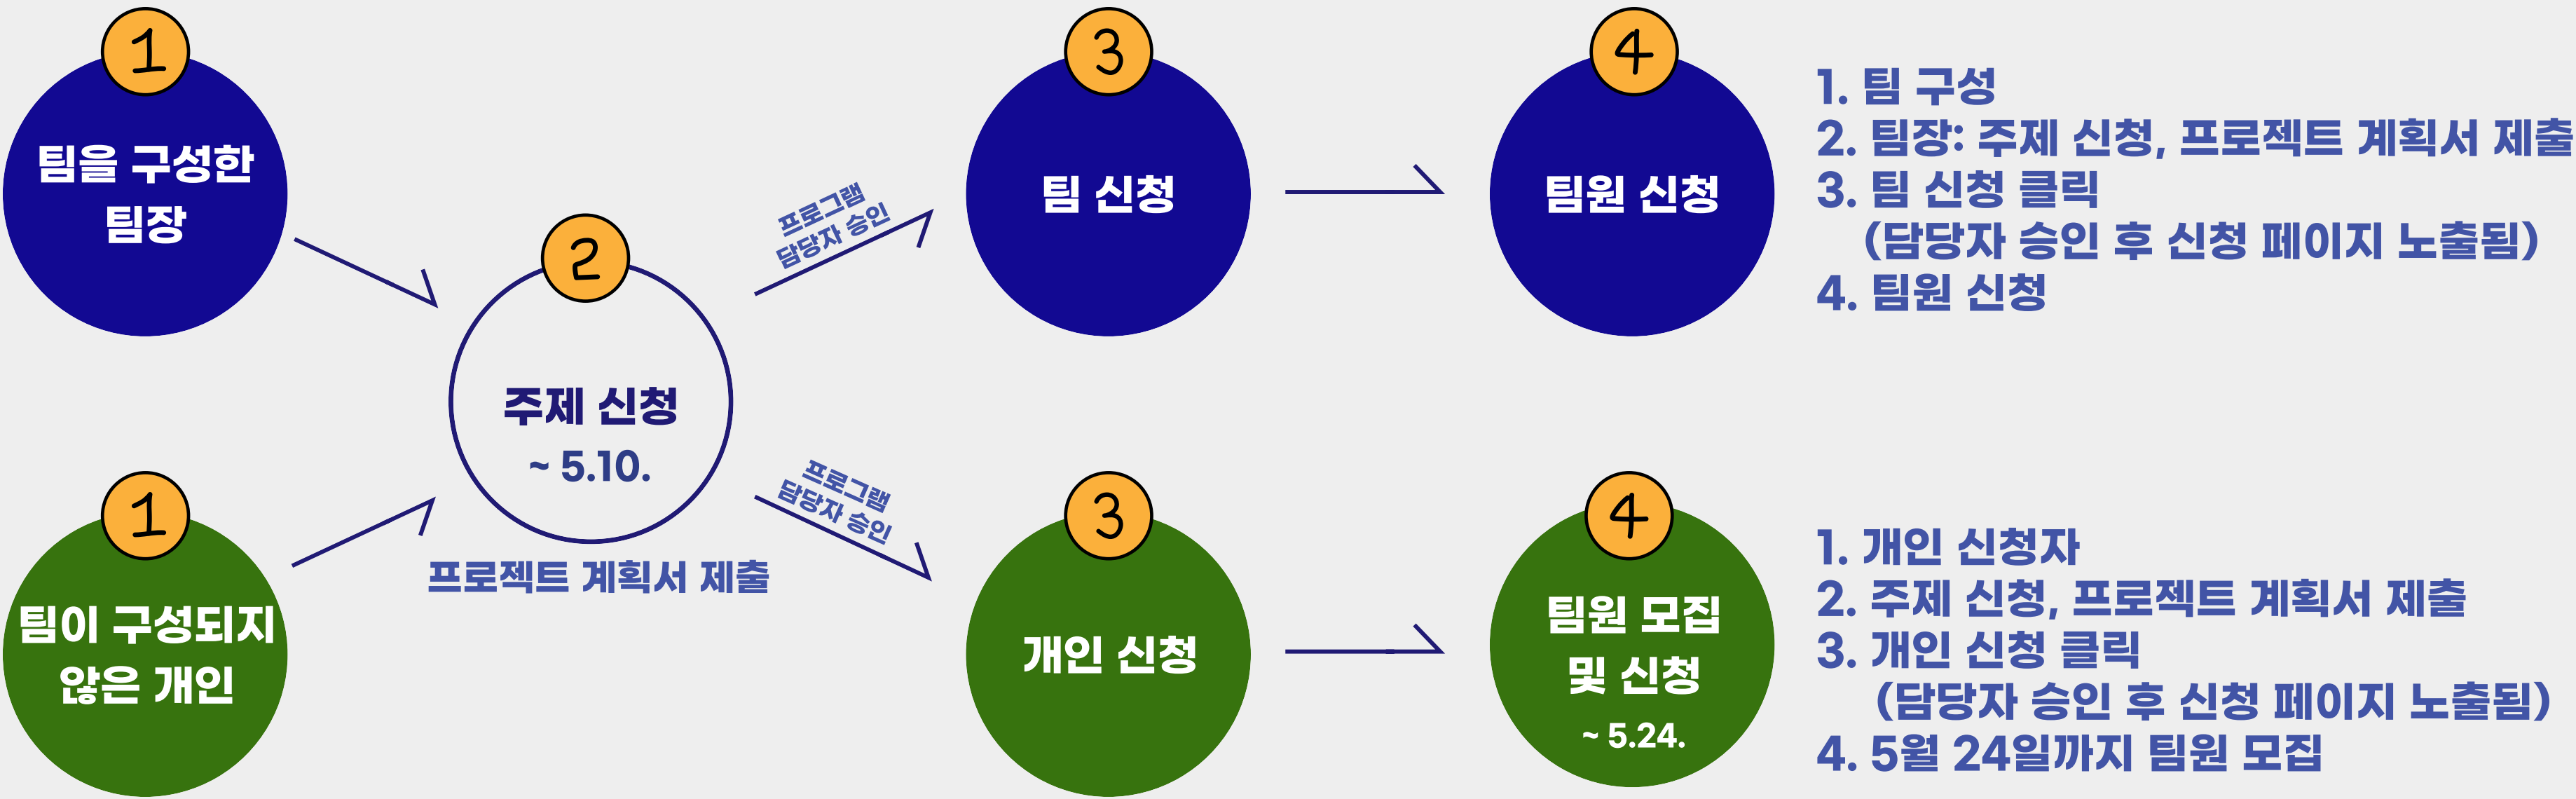 1
팀을 구성한
팀장
1
팀이 구성되지
않은 개인
2
주제 신청
~ 5.10.
프로젝트 계획서 제출
프로그램
담당자 승인
프로그램
담당자 승인
3
팀 신청
4
팀원 신청
3
개인 신청
4
팀원 모집
및 신청
~ 5.24.
1. 팀 구성
2. 팀장: 주제 신청, 프로젝트 계획서 제출
3. 팀 신청 클릭
(담당자 승인 후 신청 페이지 노출됨)
4. 팀원 신청
1. 개인 신청자
2. 주제 신청, 프로젝트 계획서 제출
3. 개인 신청 클릭
(담당자 승인 후 신청 페이지 노출됨)
4. 5월 24일까지 팀원 모집